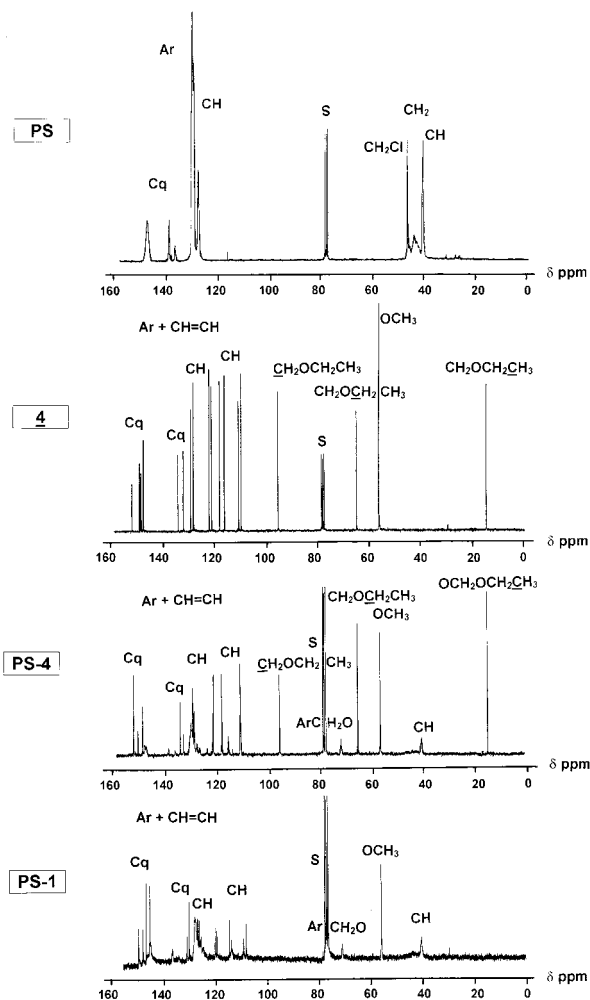 Ar
CH
S
CH2
CH2Cl
CH
Cq
PS
160 140 120 100 80 60 40 20 0
δ ppm
OCH3
Ar + CH=CH
CH CH
CH2OCH2CH3
CH2OCH2CH3
CH2OCH2CH3
4
Cq
Cq
S
160 140 120 100 80 60 40 20 0
δ ppm
OCH2OCH2CH3
Ar + CH=CH
CH2OCH2CH3
OCH3
S
CH
CH
Cq
PS-4
CH2OCH2CH3
Cq
ArCH2O
CH
160 140 120 100 80 60 40 20 0
δ ppm
Ar + CH=CH
OCH3
S
Cq
Cq
CH
CH
PS-1
ArCH2O
CH
160 140 120 100 80 60 40 20 0
δ ppm